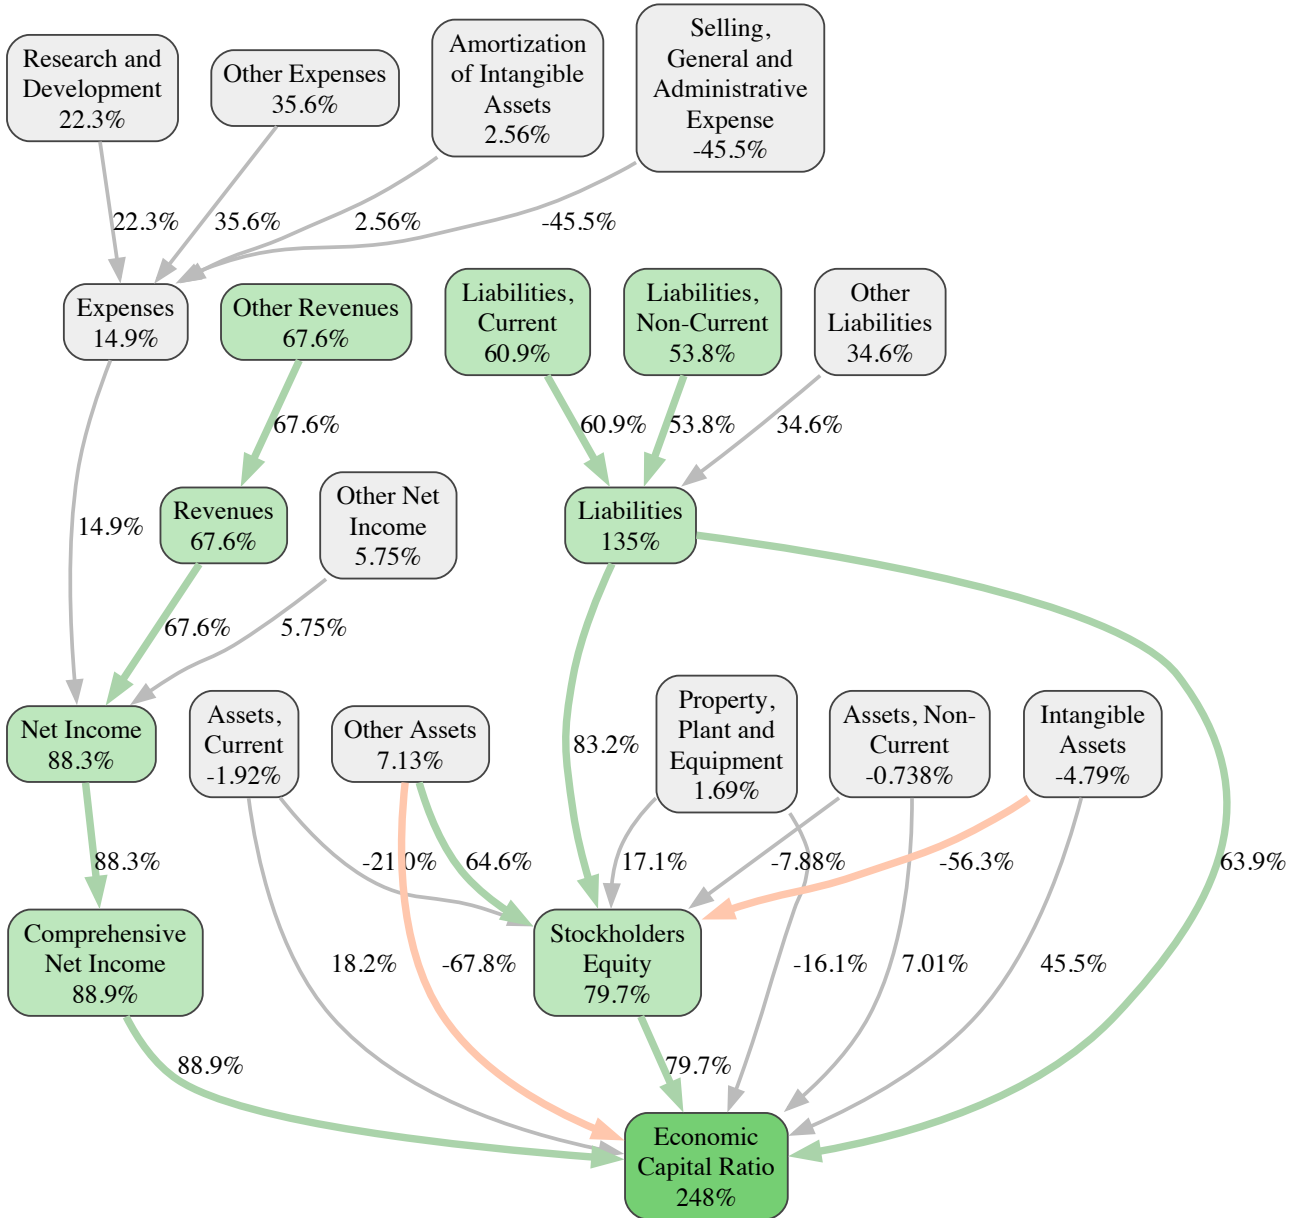 Research and
Development
22.3%
Other Expenses
35.6%
Amortization
of Intangible
Assets
2.56%
Selling,
General and
Administrative
Expense
-45.5%
22.3%
35.6%
2.56%
-45.5%
Expenses
14.9%
Other Revenues
67.6%
Liabilities,
Current
60.9%
Liabilities,
Non-Current
53.8%
Other
Liabilities
34.6%
67.6%
60.9%
53.8%
34.6%
14.9%
Revenues
67.6%
Other Net
Income
5.75%
Liabilities
135%
67.6%
5.75%
83.2%
Net Income
88.3%
Assets,
Current
-1.92%
Other Assets
7.13%
Property,
Plant and
Equipment
1.69%
Assets, Non-
Current
-0.738%
Intangible
Assets
-4.79%
88.3%
-21.0%
64.6%
17.1%
-7.88%
-56.3%
63.9%
Comprehensive
Net Income
88.9%
18.2%
-67.8%
Stockholders
Equity
79.7%
-16.1%
7.01%
45.5%
88.9%
79.7%
Economic
Capital Ratio
248%